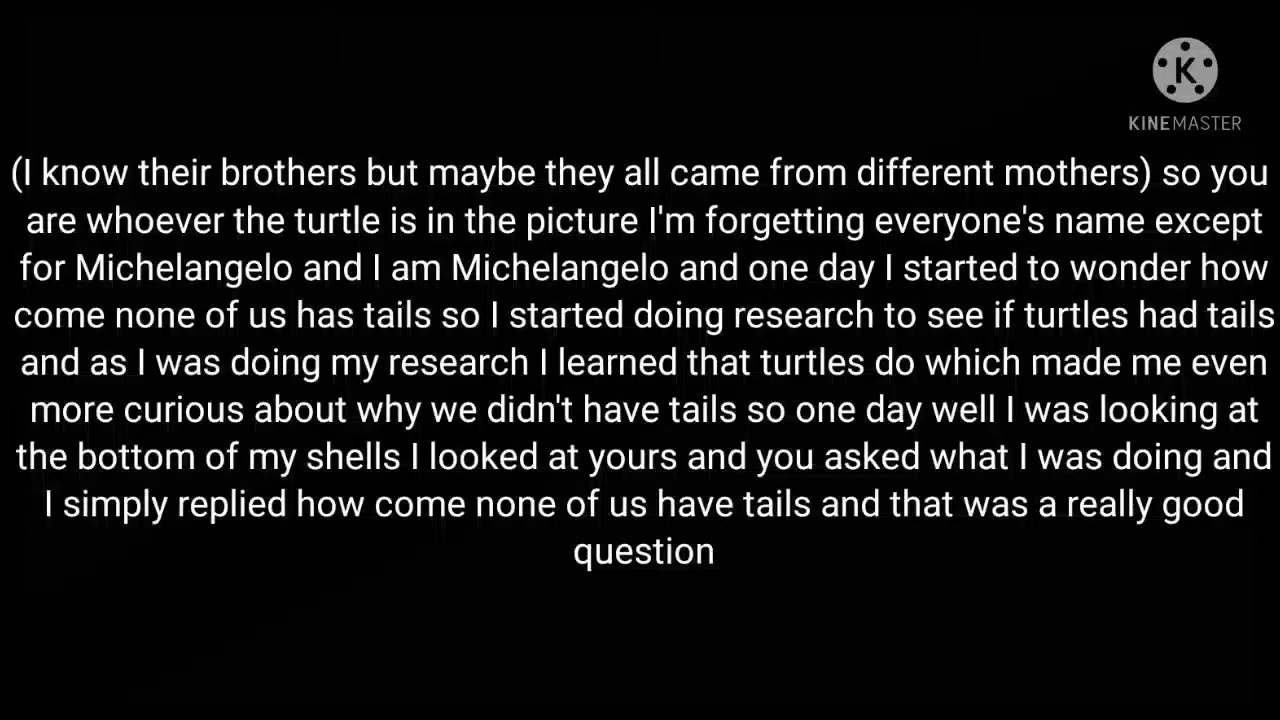 K
KINEMASTER
(I know their brothers but maybe they all came from different mothers) so you
are whoever the turtle is in the picture I'm forgetting everyone's name except
for Michelangelo and I am Michelangelo and one day I started to wonder how
come none of us has tails so I started doing research to see if turtles had tails
and as I was doing my research I learned that turtles do which made me even
more curious about why we didn't have tails so one day well I was looking at
the bottom of my shells I looked at yours and you asked what I was doing and
I simply replied how come none of us have tails and that was a really good
question